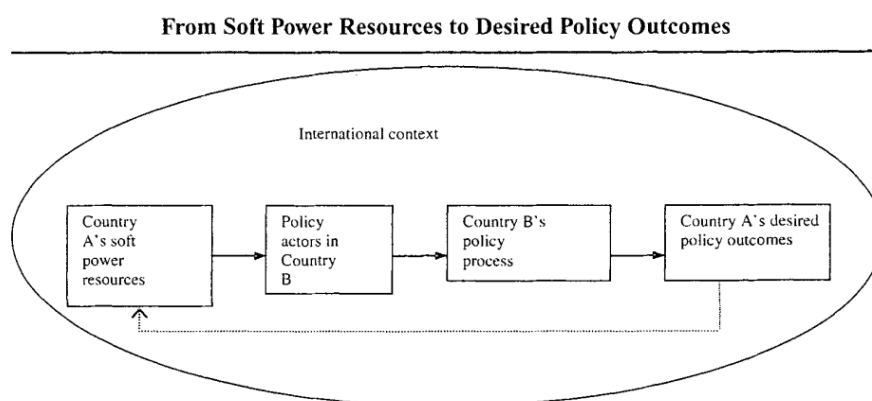 From Soft Power Resources to Desired Policy Outcomes
International context
Country
A's soft
power
resources
Policy
actors in
Country
B
Country B's
policy
process
Country A's desired
policy outcomes